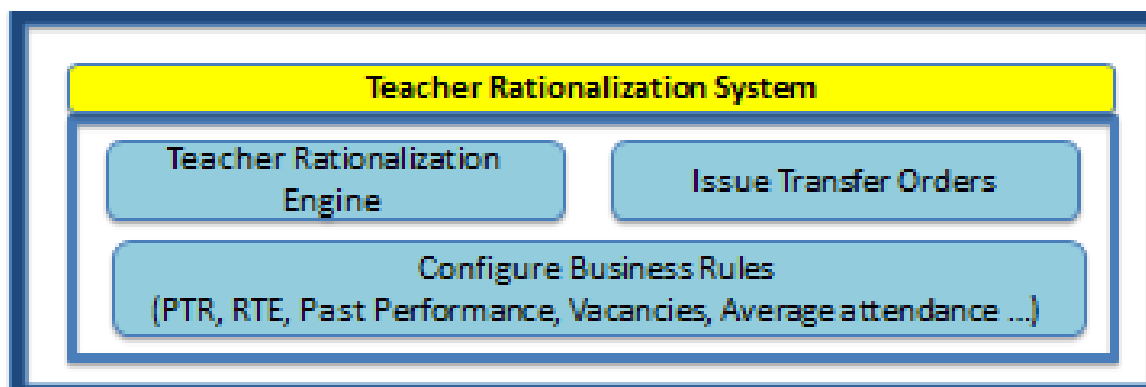 Teacher Rationalization System
Teacher Rationalization
Engine
Issue Transfer Orders
Configure Business Rules
(PTR, RTE, Past Performance, Vacancies, Average attendance ...)